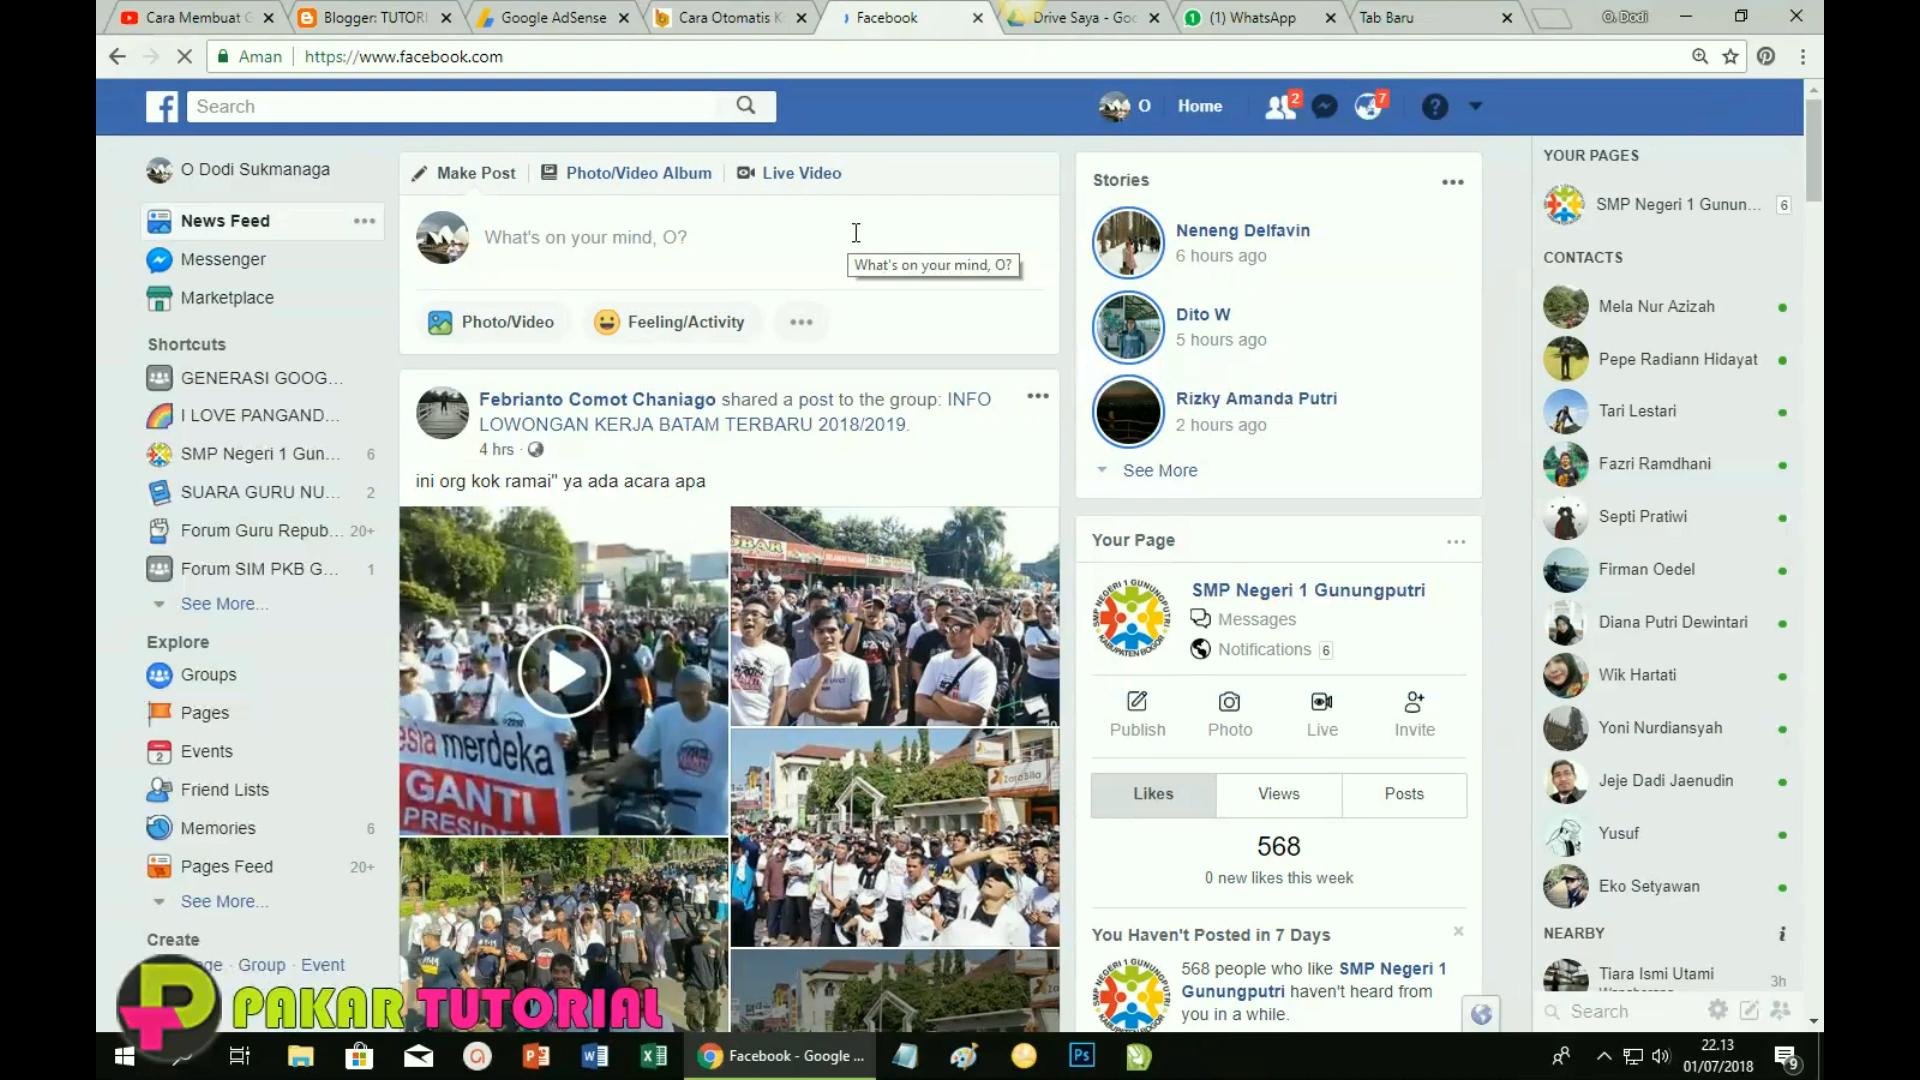 Cara Membuat G
Blogger: TUTORI
Google AdSense
Cara Otomatis K
Facebook
Drive Saya - Goo
(1) WhatsApp
Tab Baru
O. Dodi
Aman
https://www.facebook.com
Search
O
Home
2
7
O Dodi Sukmanaga
News Feed
Messenger
Marketplace
Shortcuts
GENERASI GOOG...
I LOVE PANGAND...
SMP Negeri 1 Gun... 6
SUARA GURU NU... 2
Forum Guru Repub... 20+
Forum SIM PKB G... 1
See More...
Explore
Groups
Pages
Events
Friend Lists
Memories 6
Pages Feed 20+
See More...
Create
Group · Event
Make Post
Photo/Video Album
Live Video
What's on your mind, O?
What's on your mind, O?
Photo/Video
Feeling/Activity
Febrianto Comot Chaniago shared a post to the group: INFO
LOWONGAN KERJA BATAM TERBARU 2018/2019.
4 hrs ·
ini org kok ramai" ya ada acara apa
esia merdeka
GANTI
PRESIDEN
Stories
Neneng Delfavin
6 hours ago
Dito W
5 hours ago
Rizky Amanda Putri
2 hours ago
See More
Your Page
SMP NEGERI 1 GUNUNGPUTRI
KABUPATEN BOGOR
SMP Negeri 1 Gunungputri
Messages
Notifications 6
Publish
Photo
Live
Invite
Likes
Views
Posts
568
0 new likes this week
You Haven't Posted in 7 Days
568 people who like SMP Negeri 1
Gunungputri haven't heard from
you in a while.
YOUR PAGES
SMP Negeri 1 Gunun... 6
CONTACTS
Mela Nur Azizah
Pepe Radiann Hidayat
Tari Lestari
Fazri Ramdhani
Septi Pratiwi
Firman Oedel
Diana Putri Dewintari
Wik Hartati
Yoni Nurdiansyah
Jeje Dadi Jaenudin
Yusuf
Eko Setyawan
NEARBY
Tiara Ismi Utami
3h
Search
PAKAR TUTORIAL
Facebook - Google ...
22.13
01/07/2018
9